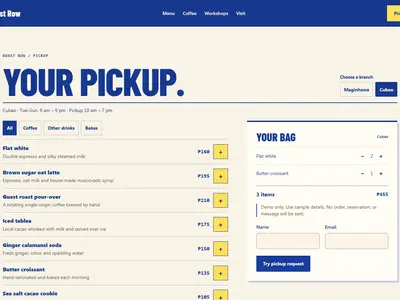 st Row
Menu
Coffee
Workshops
Visit
ROAST ROW / PICKUP
YOUR PICKUP.
Choose a branch
Maginhawa
Cubao
Cubao · Tue–Sun, 9 am – 9 pm · Pickup 10 am – 7 pm
All
Coffee
Other drinks
Bakes
Flat white
Double espresso and silky steamed milk
₱160
+
Brown sugar oat latte
Espresso, oat milk and house-made muscovado syrup
₱195
+
Guest roast pour-over
A rotating single-origin coffee brewed by hand
₱210
+
Iced tablea
Local cacao whisked with milk and served over ice
₱175
+
Ginger calamansi soda
Fresh ginger, citrus and sparkling water
₱150
+
Butter croissant
Hand-laminated and baked each morning
₱135
+
Sea salt cacao cookie
₱105
+
YOUR BAG
Cubao
Flat white
− 2 +
Butter croissant
− 1 +
3 items
₱455
Demo only. Use sample details. No order, reservation, or
message will be sent.
Name
Email
Try pickup request